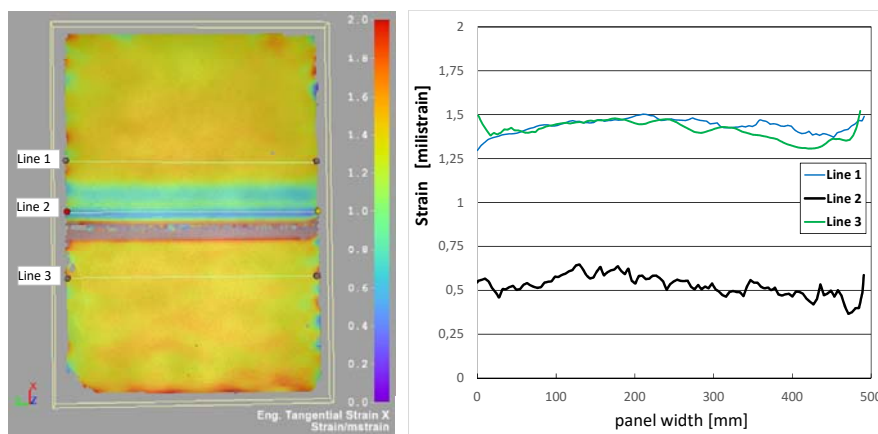 2.0
1.8
1.6
1.4
1.2
1.0
0.8
0.6
0.4
0.2
0.0
Line 1
Line 2
Line 3
X
Z
Eng. Tangential Strain X
Strain/mstrain
Strain [milistrain]
2
1,75
1,5
1,25
1
0,75
0,5
0,25
0
0 100 200 300 400 500
panel width [mm]
Line 1
Line 2
Line 3